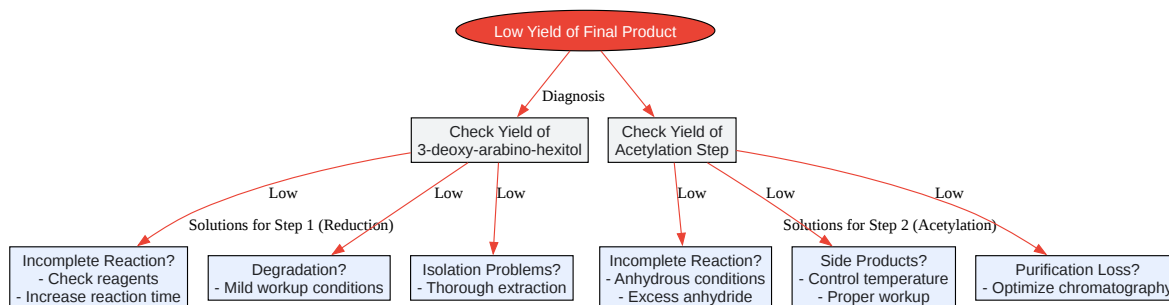 Low Yield of Final Product
Diagnosis
Check Yield of
3-deoxy-arabino-hexitol
Check Yield of
Acetylation Step
Low
Low
Low
Low
Low
Low
Solutions for Step 1 (Reduction)
Solutions for Step 2 (Acetylation)
Incomplete Reaction?
- Check reagents
- Increase reaction time
Degradation?
- Mild workup conditions
Isolation Problems?
- Thorough extraction
Incomplete Reaction?
- Anhydrous conditions
- Excess anhydride
Side Products?
- Control temperature
- Proper workup
Purification Loss?
- Optimize chromatography